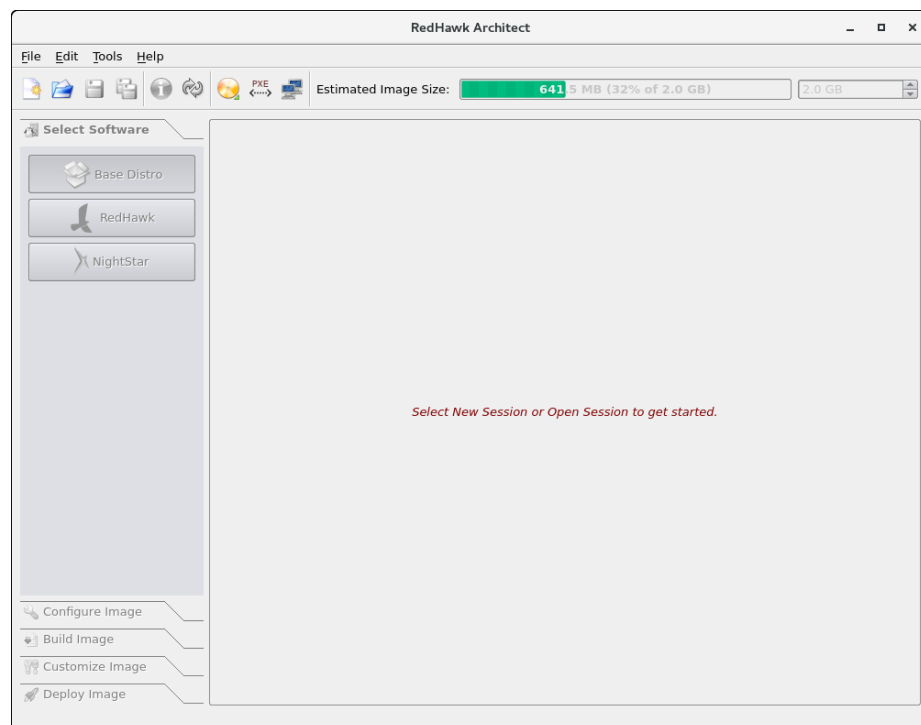 RedHawk Architect
File Edit Tools Help
PXE
Estimated Image Size: 641.5 MB (32% of 2.0 GB) 2.0 GB
Select Software
Base Distro
RedHawk
NightStar
Select New Session or Open Session to get started.
Configure Image
Build Image
Customize Image
Deploy Image